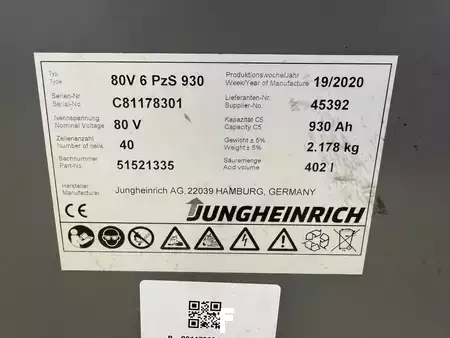 Typ
Type
80V 6 PzS 930
Produktionswoche/Jahr
Week/Year of Manufacture
19/2020
Serien-Nr
Serial-No
C81178301
Lieferanten-Nr.
Supplier-No.
45392
Nennspannung
Nominal Voltage
80 V
Kapazität C5
Capacity C5
930 Ah
Zellenanzahl
Number of cells
40
Gewicht ± 5%
Weight ± 5%
2.178 kg
Sachnummer
Part-No.
51521335
Säuremenge
Acid volume
402 l
Hersteller
Manufacturer
Jungheinrich AG, 22039 HAMBURG, GERMANY
CE
JUNGHEINRICH